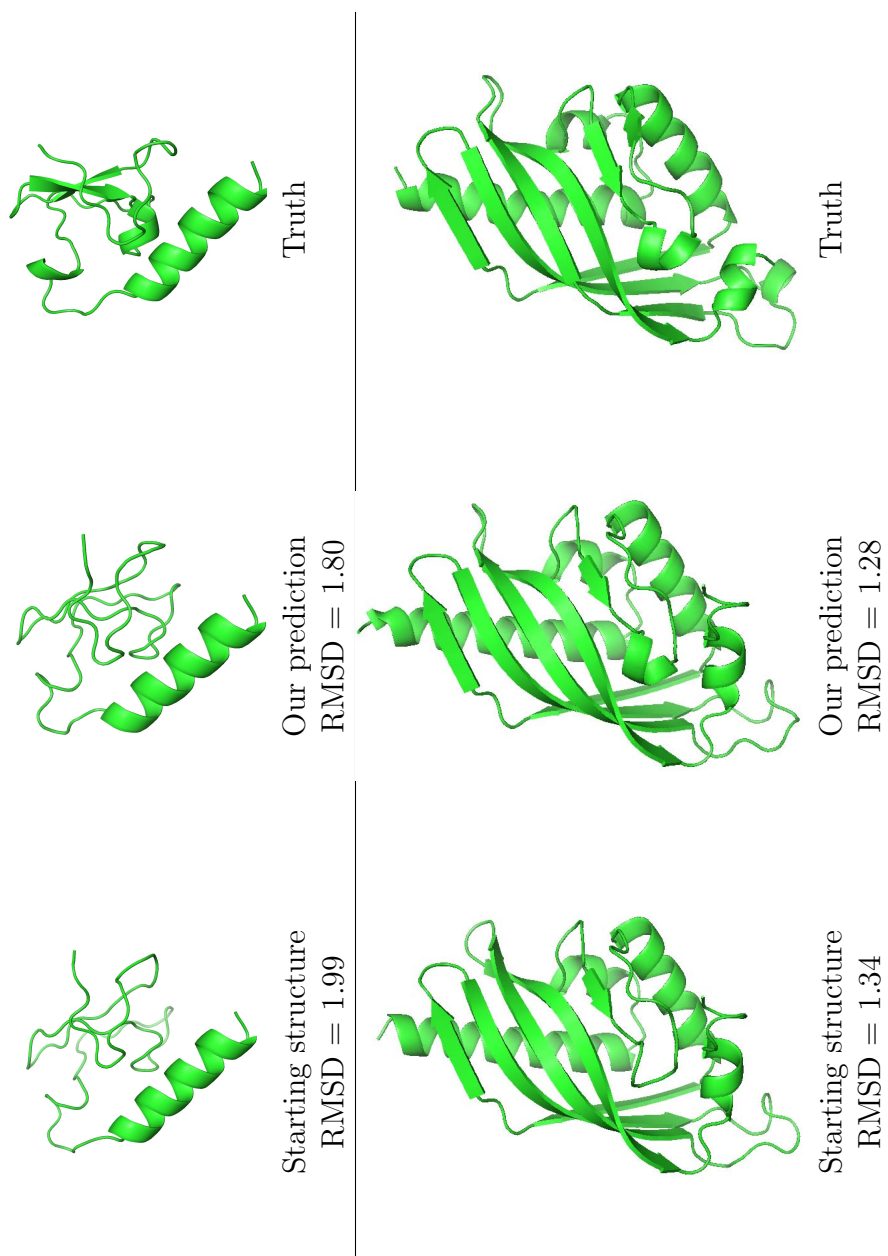 Starting structure
RMSD = 1.99
Our prediction
RMSD = 1.80
Truth
Starting structure
RMSD = 1.34
Our prediction
RMSD = 1.28
Truth